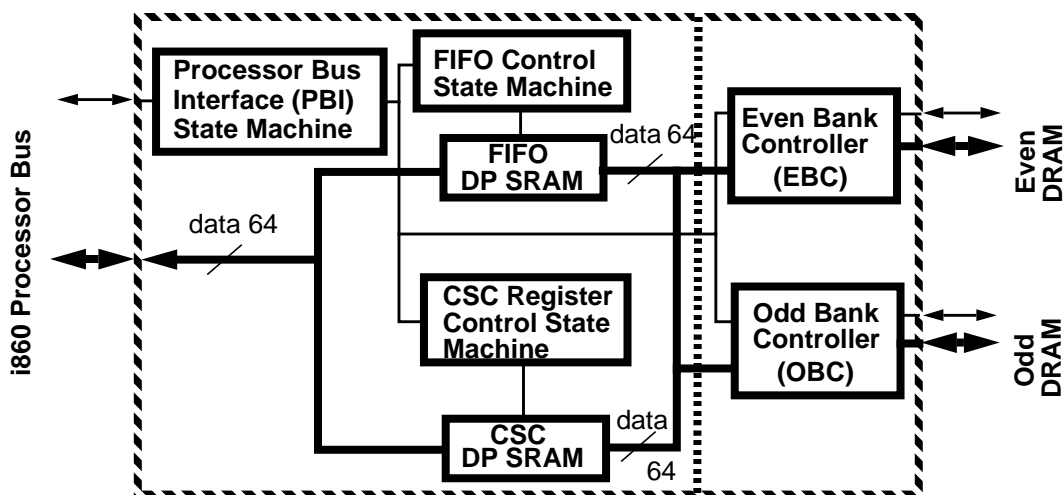 i860 Processor Bus
Processor Bus
Interface (PBI)
State Machine
FIFO Control
State Machine
data 64
FIFO
DP SRAM
data 64
CSC Register
Control State
Machine
CSC
DP SRAM
data
64
Even Bank
Controller
(EBC)
Odd Bank
Controller
(OBC)
Even
DRAM
Odd
DRAM